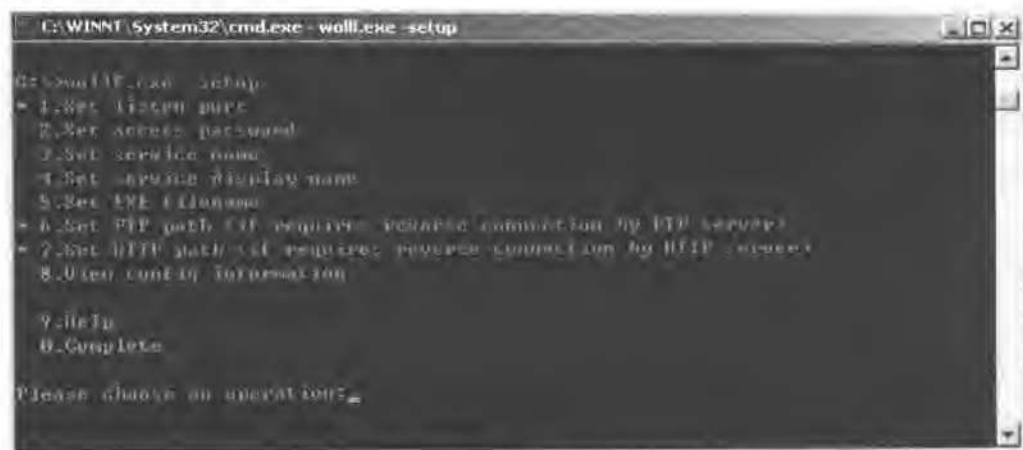 C:\WINNT\System32\cmd.exe - wolll.exe -setup
setup
* 1.Set listen port
2.Set access password
3.Set service name
4.Set service display name
5.Set EXE filename
* 6.Set FTP path (if requires reverse connection by FTP server)
* 7.Set HTTP path (if requires reverse connection by HTTP server)
8.View config information
9.Help
0.Complete
Please choose an operation: